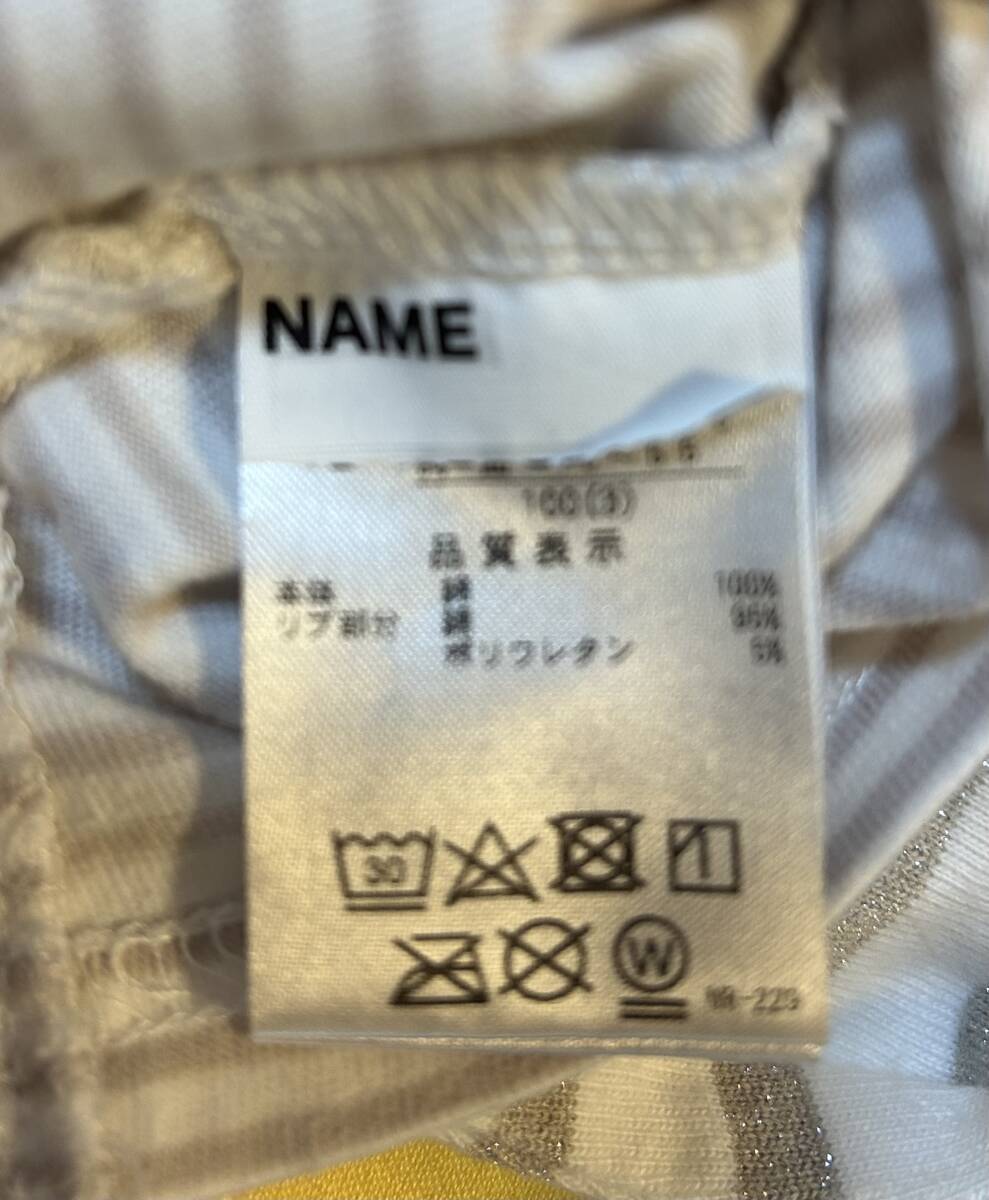 NAME
100(3)
品質表示
本体 綿 100%
リブ部分 綿 95%
ポリウレタン 5%
30
W